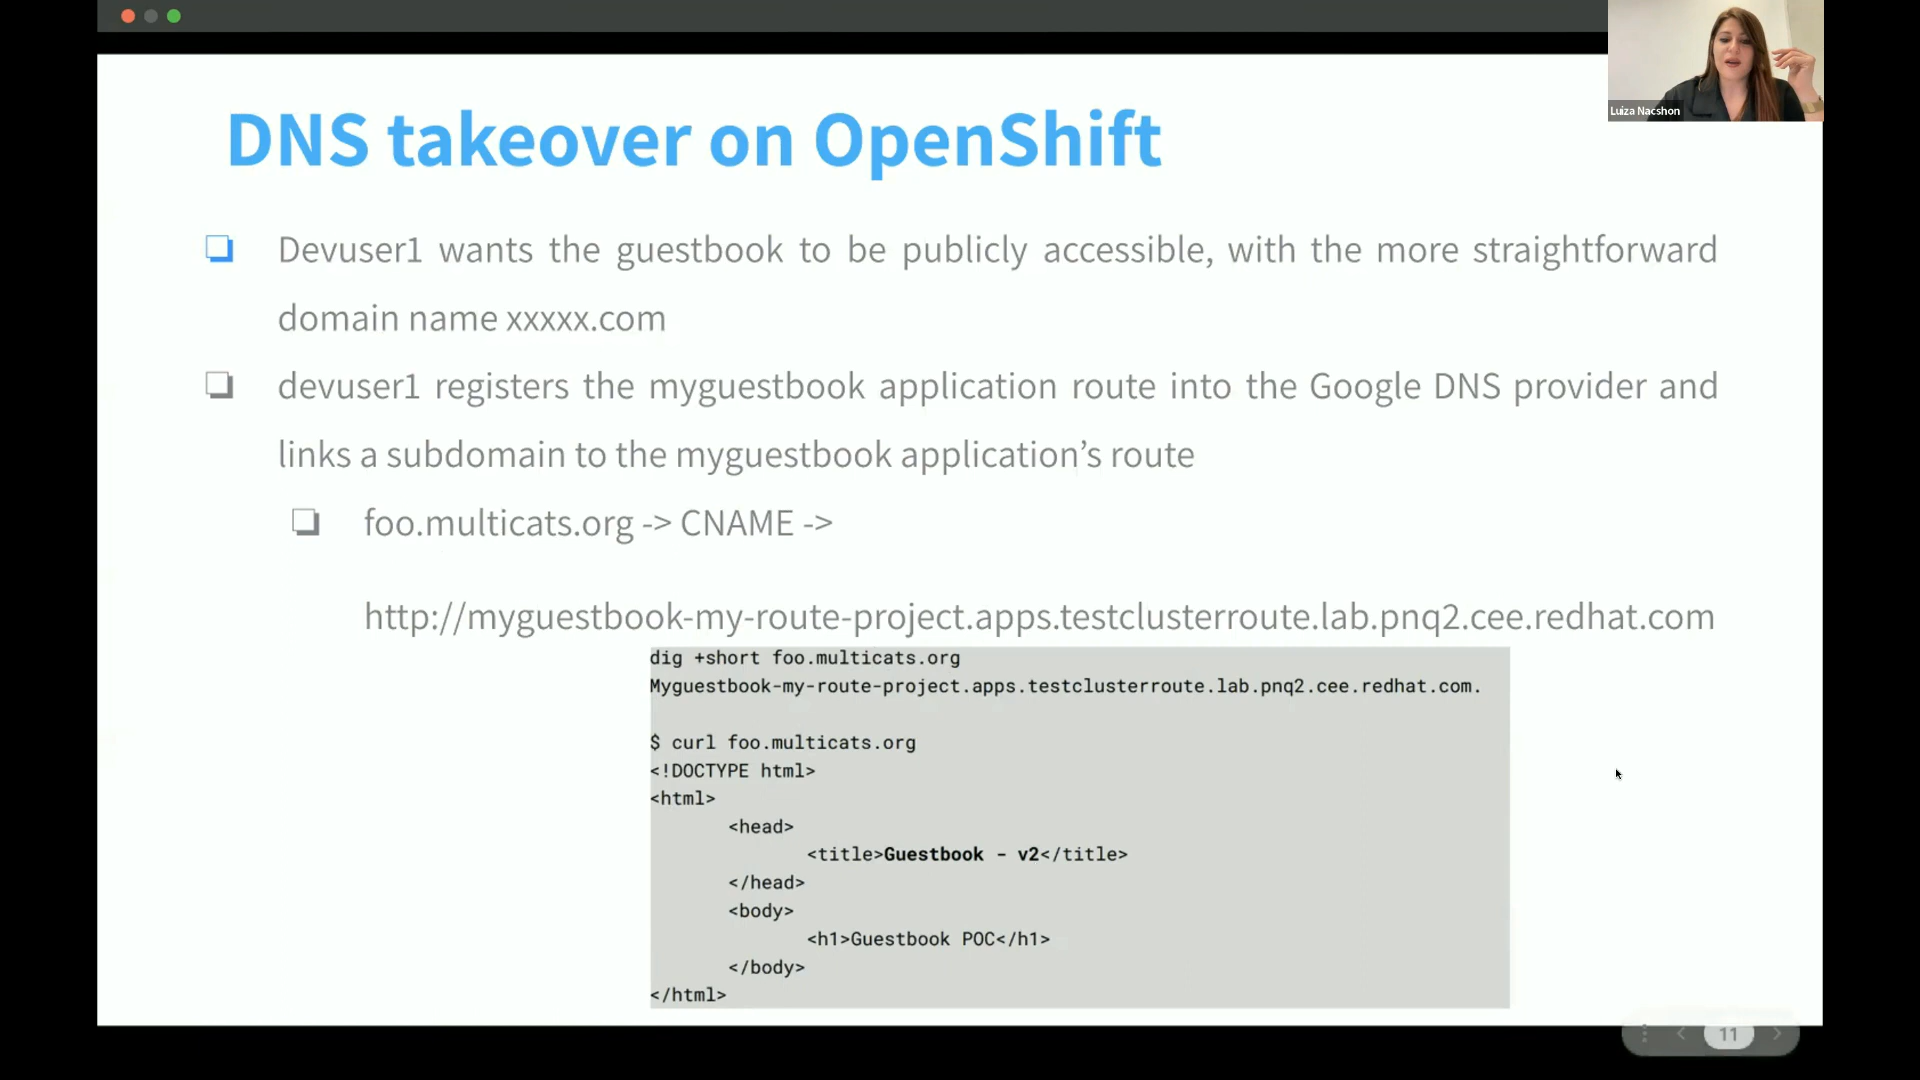 Luiza Nacshon
DNS takeover on OpenShift
Devuser1 wants the guestbook to be publicly accessible, with the more straightforward
domain name xxxxx.com
devuser1 registers the myguestbook application route into the Google DNS provider and
links a subdomain to the myguestbook application’s route
foo.multicats.org -> CNAME ->
http://myguestbook-my-route-project.apps.testclusterroute.lab.pnq2.cee.redhat.com
dig +short foo.multicats.org
Myguestbook-my-route-project.apps.testclusterroute.lab.pnq2.cee.redhat.com.
$ curl foo.multicats.org
<!DOCTYPE html>
<html>
<head>
<title>Guestbook - v2</title>
</head>
<body>
<h1>Guestbook POC</h1>
</body>
</html>
11